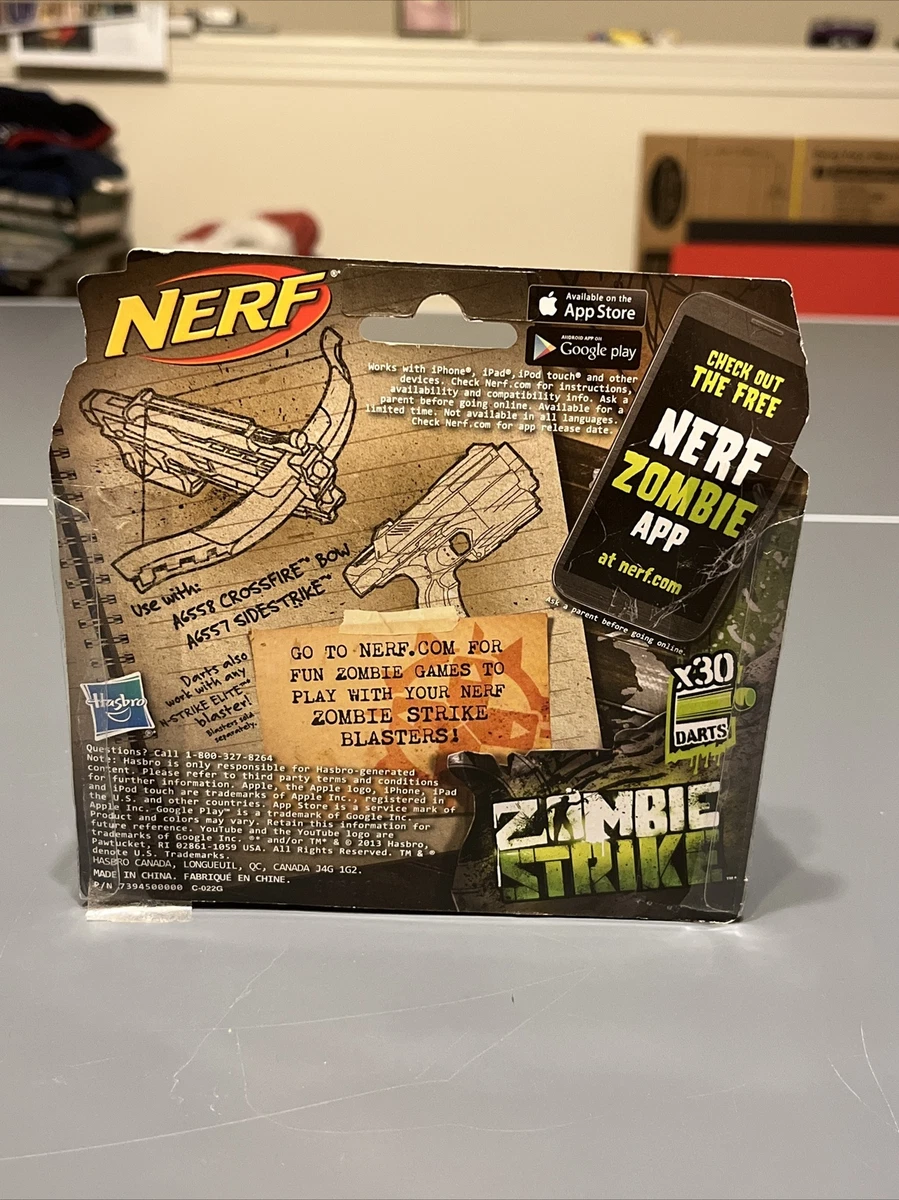 NERF®
Available on the
App Store
ANDROID APP ON
Google play
Works with iPhone®, iPad®, iPod touch® and other
devices. Check Nerf.com for instructions,
availability and compatibility info. Ask a
parent before going online. Available for a
limited time. Not available in all languages.
Check Nerf.com for app release date.
CHECK OUT
THE FREE
NERF
ZOMBIE
APP
at nerf.com
Ask a parent before going online.
Use with:
A6558 CROSSFIRE™ BOW
A6557 SIDESTRIKE™
Darts also
work with any
N-STRIKE ELITE™
blaster!
Blasters sold
separately.
GO TO NERF.COM FOR
FUN ZOMBIE GAMES TO
PLAY WITH YOUR NERF
ZOMBIE STRIKE
BLASTERS!
x30
DARTS
Hasbro
Questions? Call 1-800-327-8264
Note: Hasbro is only responsible for Hasbro-generated
content. Please refer to third party terms and conditions
for further information. Apple, the Apple logo, iPhone, iPad
and iPod touch are trademarks of Apple Inc., registered in
the U.S. and other countries. App Store is a service mark of
Apple Inc. Google Play™ is a trademark of Google Inc.
Product and colors may vary. Retain this information for
future reference. YouTube and the YouTube logo are
trademarks of Google Inc. ®* and/or TM* & © 2013 Hasbro,
Pawtucket, RI 02861-1059 USA. All Rights Reserved. TM & ®
denote U.S. Trademarks.
HASBRO CANADA, LONGUEUIL, QC, CANADA J4G 1G2.
MADE IN CHINA. FABRIQUÉ EN CHINE.
P/N 7394500000 C-022G
ZOMBIE
STRIKE